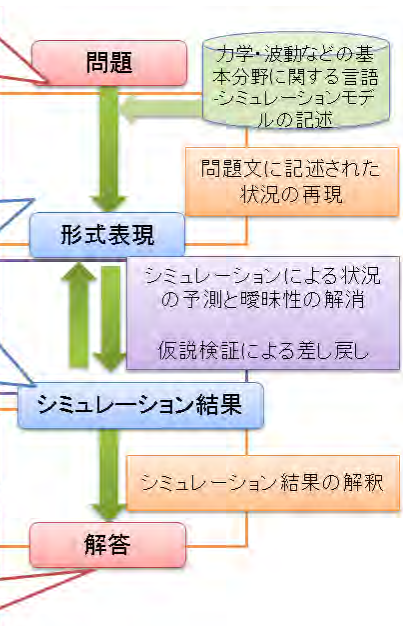 問題
力学・波動などの基
本分野に関する言語
-シミュレーションモデ
ルの記述
問題文に記述された
状況の再現
形式表現
シミュレーションによる状況
の予測と曖昧性の解消
仮説検証による差し戻し
シミュレーション結果
シミュレーション結果の解釈
解答